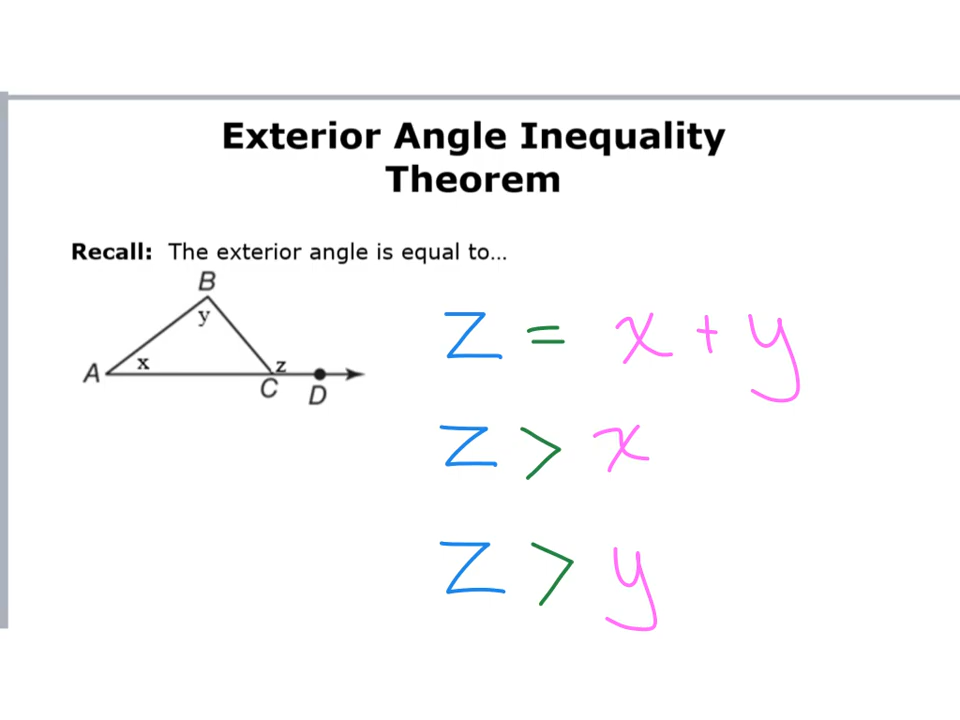 Exterior Angle Inequality
Theorem
Recall: The exterior angle is equal to...
B
y
A
x
z
C
D
z = x + y
z > x
z > y